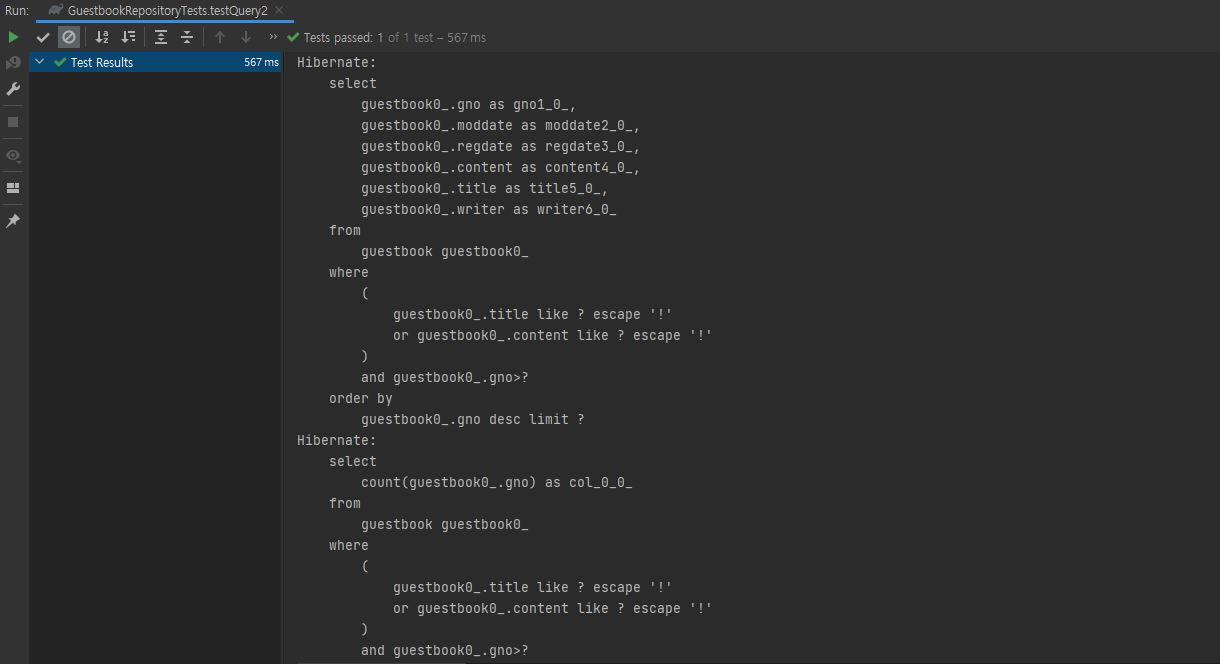 Run: GuestbookRepositoryTests.testQuery2
Tests passed: 1 of 1 test – 567 ms
Test Results 567 ms
Hibernate:
    select
        guestbook0_.gno as gno1_0_,
        guestbook0_.moddate as moddate2_0_,
        guestbook0_.regdate as regdate3_0_,
        guestbook0_.content as content4_0_,
        guestbook0_.title as title5_0_,
        guestbook0_.writer as writer6_0_
    from
        guestbook guestbook0_
    where
        (
            guestbook0_.title like ? escape '!'
            or guestbook0_.content like ? escape '!'
        )
        and guestbook0_.gno>?
    order by
        guestbook0_.gno desc limit ?
Hibernate:
    select
        count(guestbook0_.gno) as col_0_0_
    from
        guestbook guestbook0_
    where
        (
            guestbook0_.title like ? escape '!'
            or guestbook0_.content like ? escape '!'
        )
        and guestbook0_.gno>?